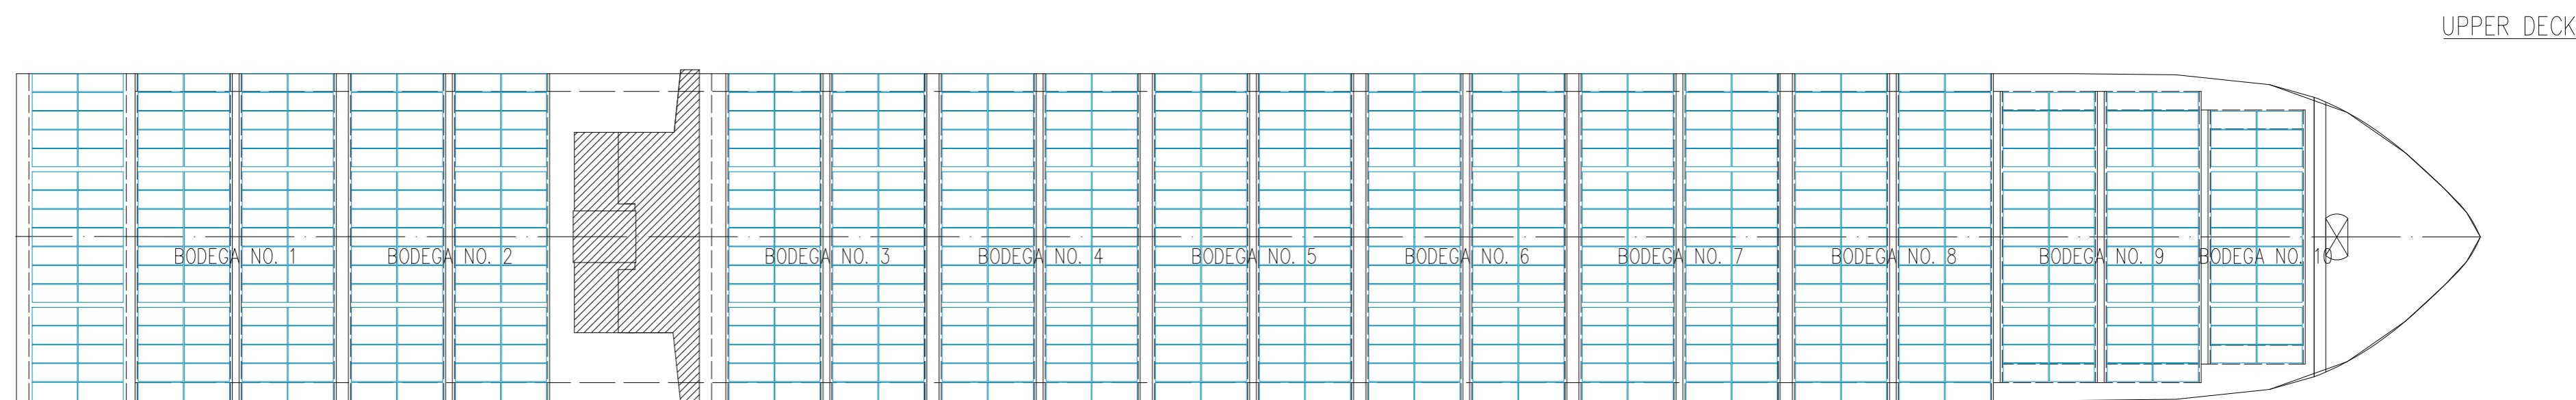 UPPER DECK
BODEGA NO. 1
BODEGA NO. 2
BODEGA NO. 3
BODEGA NO. 4
BODEGA NO. 5
BODEGA NO. 6
BODEGA NO. 7
BODEGA NO. 8
BODEGA NO. 9
BODEGA NO. 10